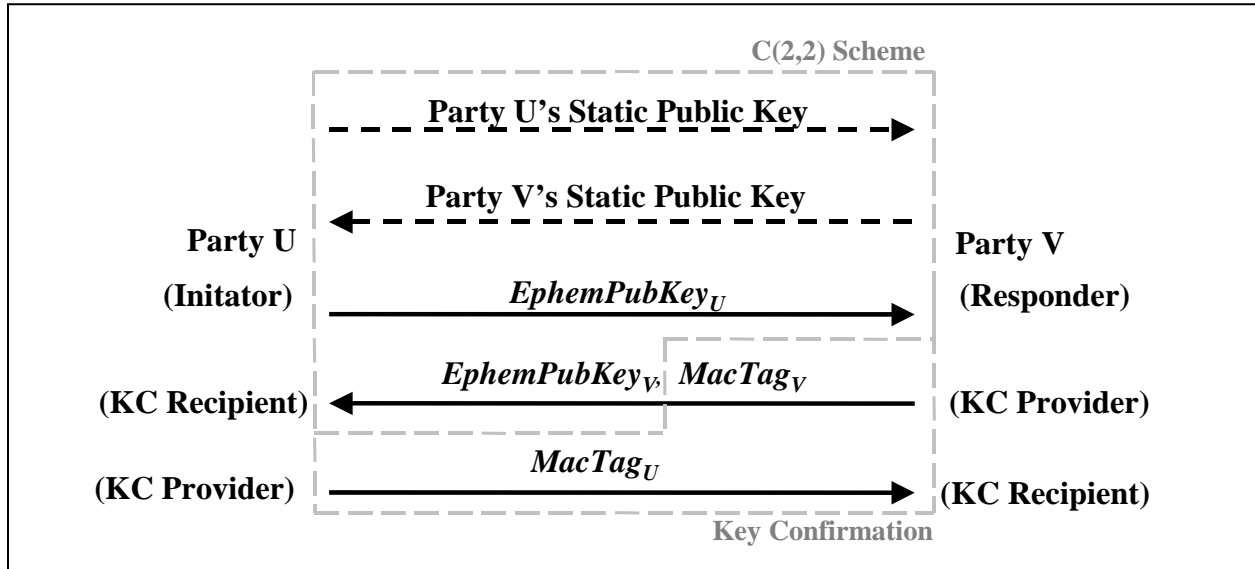 C(2,2) Scheme
Party U’s Static Public Key
Party V’s Static Public Key
Party U
Party V
(Initator)
EphemPubKeyU
(Responder)
(KC Recipient)
EphemPubKeyV, MacTagV
(KC Provider)
(KC Provider)
MacTagU
(KC Recipient)
Key Confirmation